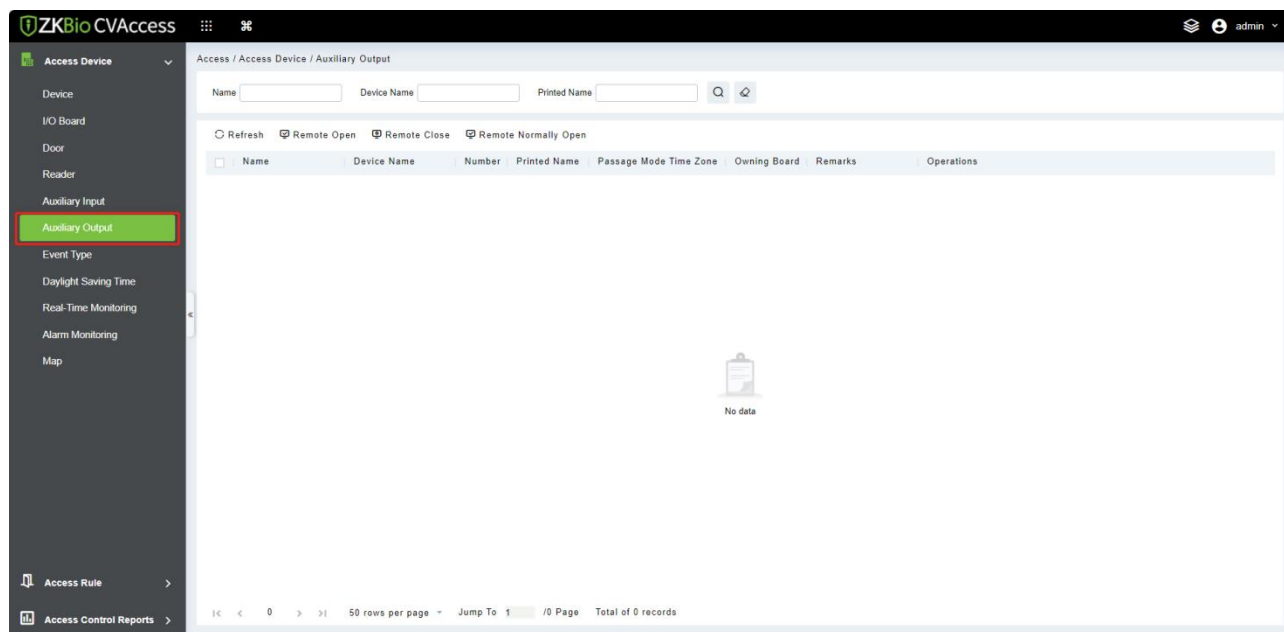 ZKBio CVAccess
admin
Access Device
Device
I/O Board
Door
Reader
Auxiliary Input
Auxiliary Output
Event Type
Daylight Saving Time
Real-Time Monitoring
Alarm Monitoring
Map
Access Rule
Access Control Reports
Access / Access Device / Auxiliary Output
Name Device Name Printed Name
Refresh Remote Open Remote Close Remote Normally Open
Name Device Name Number Printed Name Passage Mode Time Zone Owning Board Remarks Operations
No data
|< < 0 > >| 50 rows per page Jump To 1 /0 Page Total of 0 records